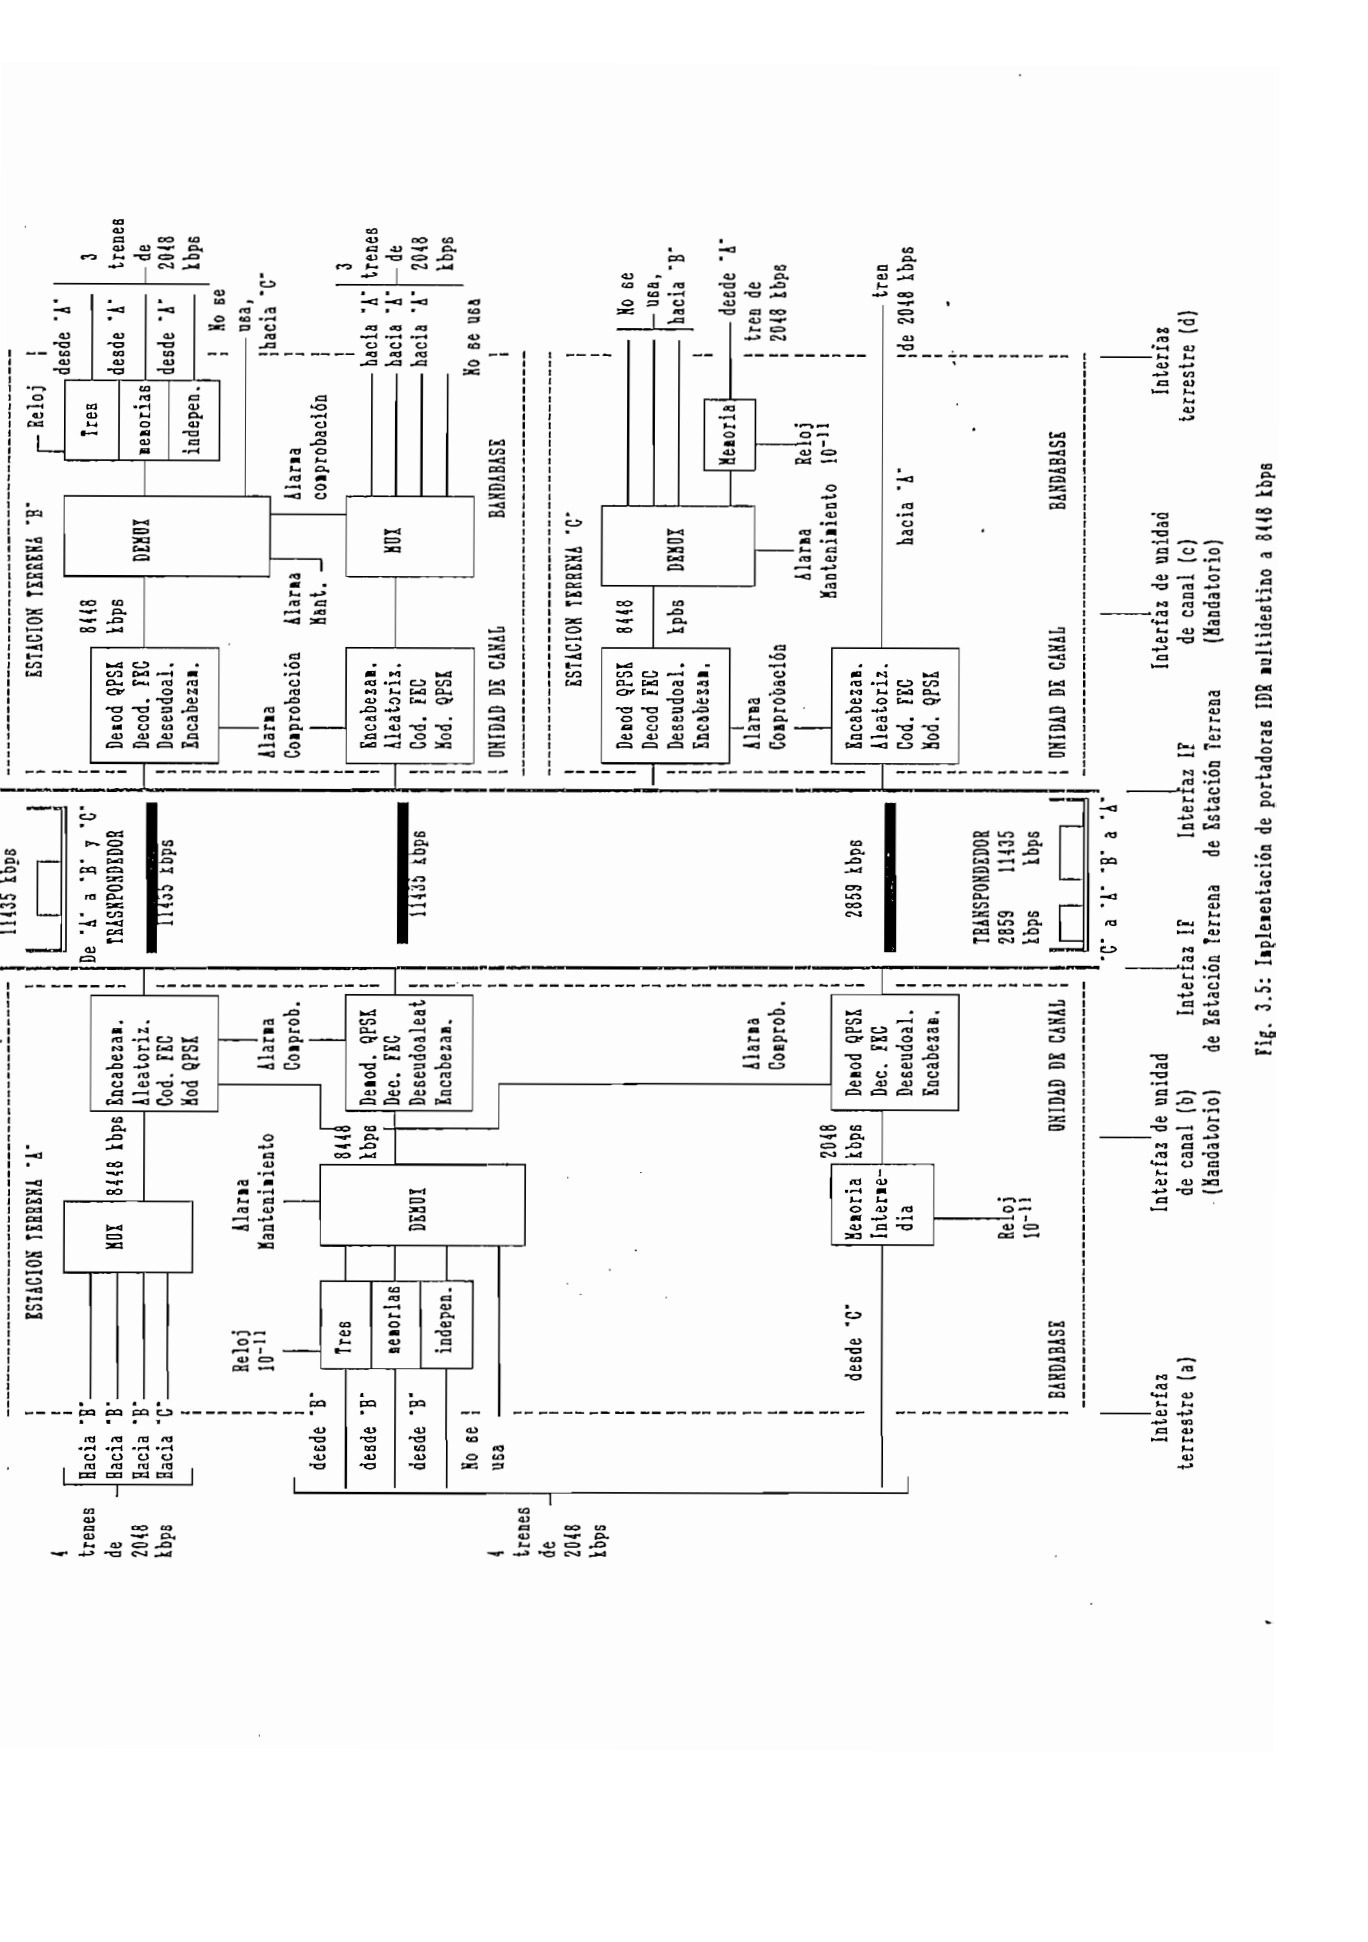 4
trenes
de
2048
kbps
Hacia "B"
Hacia "B"
Hacia "B"
Hacia "C"
ESTACION TERRENA "A"
MUX
8448 kbps
Encabezam.
Aleatoriz.
Cod. FEC
Mod QPSK
Alarma
Comprob.
4
trenes
de
2048
kbps
desde "B"
desde "B"
desde "B"
No se
usa
Reloj
10-11
Tres
memorias
indepen.
Alarma
Mantenimiento
DEMUX
8448
kbps
Demod. QPSK
Dec. FEC
Deseudoaleat
Encabezam.
Alarma
Comprob.
desde "C"
Memoria
Interme-
dia
Reloj
10-11
2048
kbps
Demod QPSK
Dec. FEC
Deseudoal.
Encabezam.
BANDABASE
UNIDAD DE CANAL
11435 kbps
De "A" a "B" y "C"
TRASNPONDEDOR
11435 kbps
11435 kbps
2859 kbps
TRANSPONDEDOR
2859 11435
kbps kbps
"C" a "A" "B" a "A"
ESTACION TERRENA "B"
Demod QPSK
Decod. FEC
Deseudoal.
Encabezam.
8448
kbps
DEMUX
Reloj
Tres
memorias
indepen.
desde "A"
desde "A"
desde "A"
3
trenes
de
2048
kbps
No se
usa,
hacia "C"
Alarma
Comprobación
Alarma
Mant.
Alarma
comprobación
Encabezam.
Aleatoriz.
Cod. FEC
Mod. QPSK
MUX
hacia "A"
hacia "A"
hacia "A"
No se usa
3
trenes
de
2048
kbps
UNIDAD DE CANAL
BANDABASE
ESTACION TERRENA "C"
Demod QPSK
Decod FEC
Deseudoal.
Encabezam.
8448
kpbs
DEMUX
No se
usa,
hacia "B"
Memoria
desde "A"
tren de
2048 kbps
Reloj
10-11
Alarma
Mantenimiento
Alarma
Comprobación
Encabezam.
Aleatoriz.
Cod. FEC
Mod. QPSK
hacia "A"
tren
de 2048 kbps
UNIDAD DE CANAL
BANDABASE
Interfaz
terrestre (a)
Interfaz de unidad
de canal (b)
(Mandatorio)
Interfaz IF
de Estación Terrena
Interfaz IF
de Estación Terrena
Interfaz de unidad
de canal (c)
(Mandatorio)
Interfaz
terrestre (d)
Fig. 3.5: Implementación de portadoras IDR multidestino a 8448 kbps